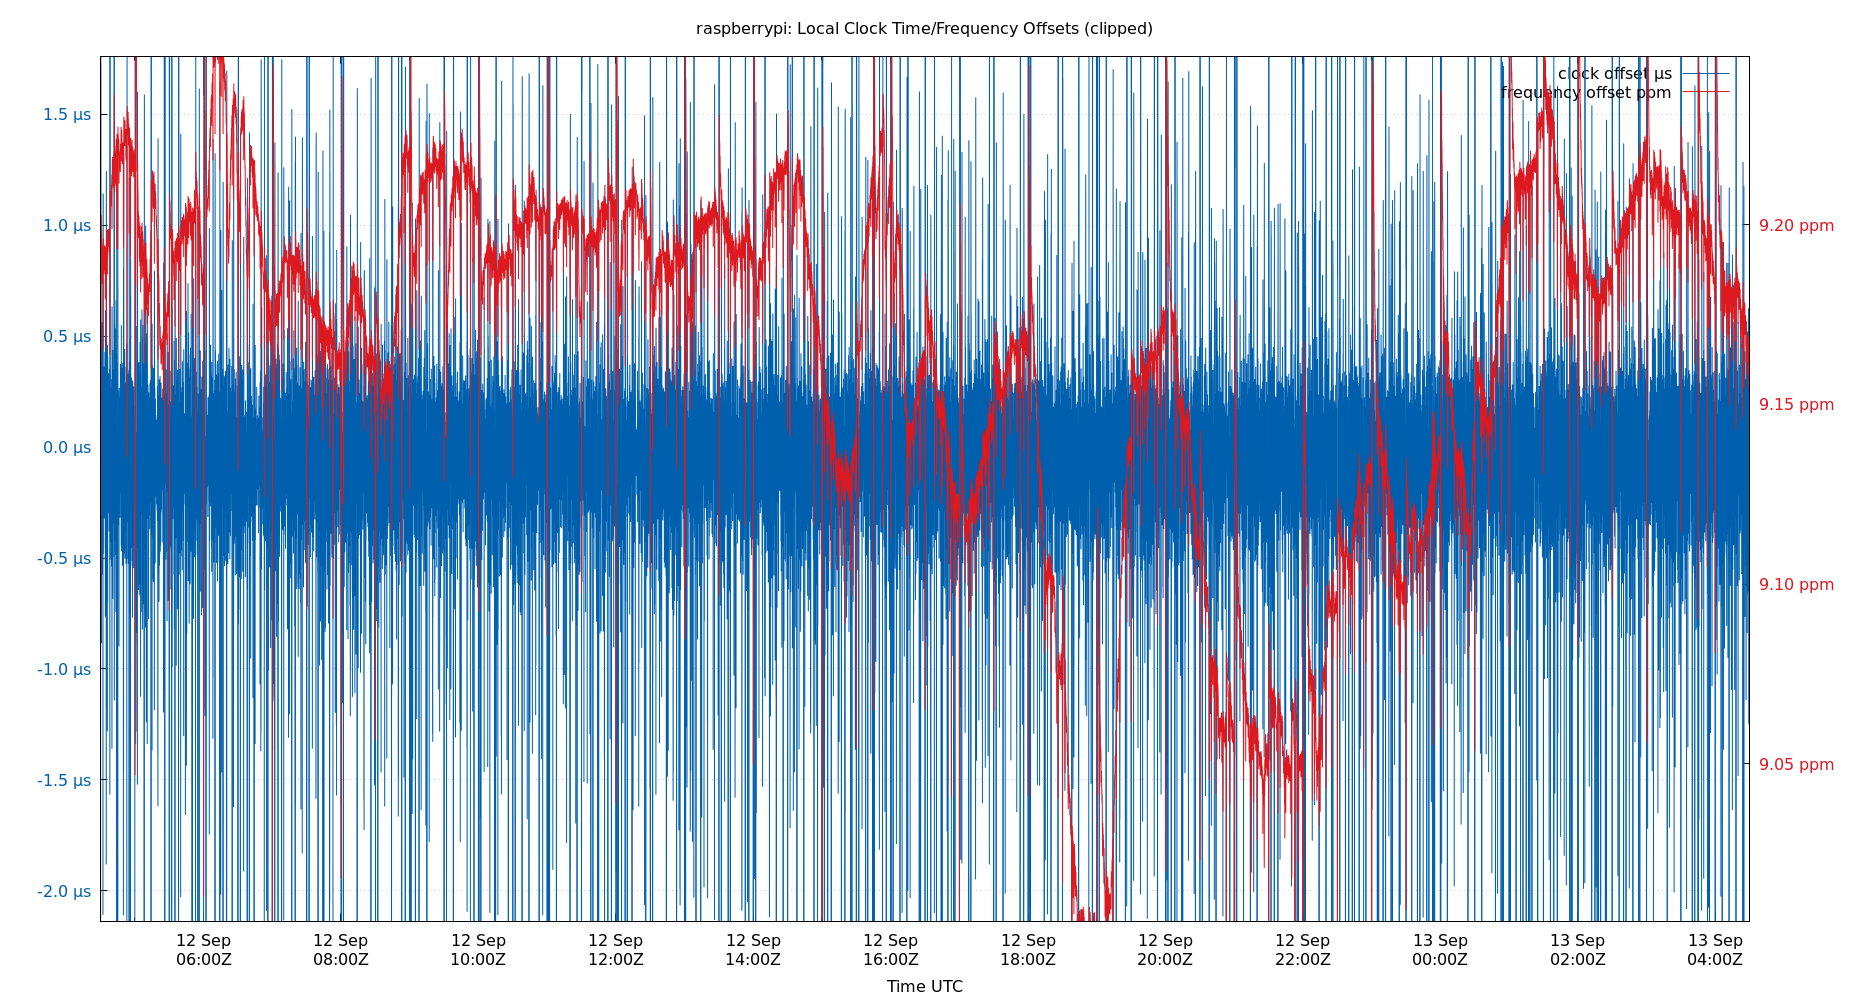 raspberrypi: Local Clock Time/Frequency Offsets (clipped)
clock offset µs
frequency offset ppm
1.5 µs
1.0 µs
0.5 µs
0.0 µs
-0.5 µs
-1.0 µs
-1.5 µs
-2.0 µs
9.20 ppm
9.15 ppm
9.10 ppm
9.05 ppm
12 Sep 12 Sep 12 Sep 12 Sep 12 Sep 12 Sep 12 Sep 12 Sep 12 Sep 13 Sep 13 Sep 13 Sep
06:00Z 08:00Z 10:00Z 12:00Z 14:00Z 16:00Z 18:00Z 20:00Z 22:00Z 00:00Z 02:00Z 04:00Z
Time UTC